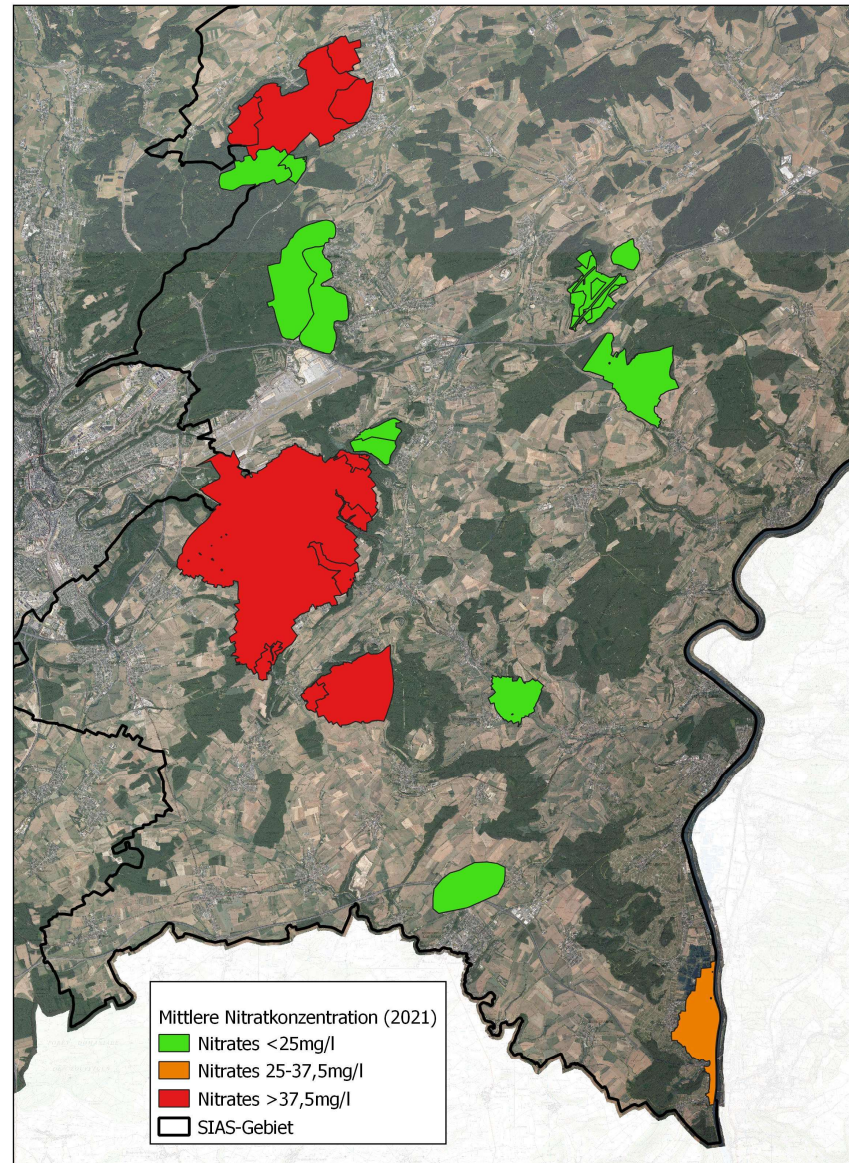 Mittlere Nitratkonzentration (2021)
Nitrates <25mg/l
Nitrates 25-37,5mg/l
Nitrates >37,5mg/l
SIAS-Gebiet